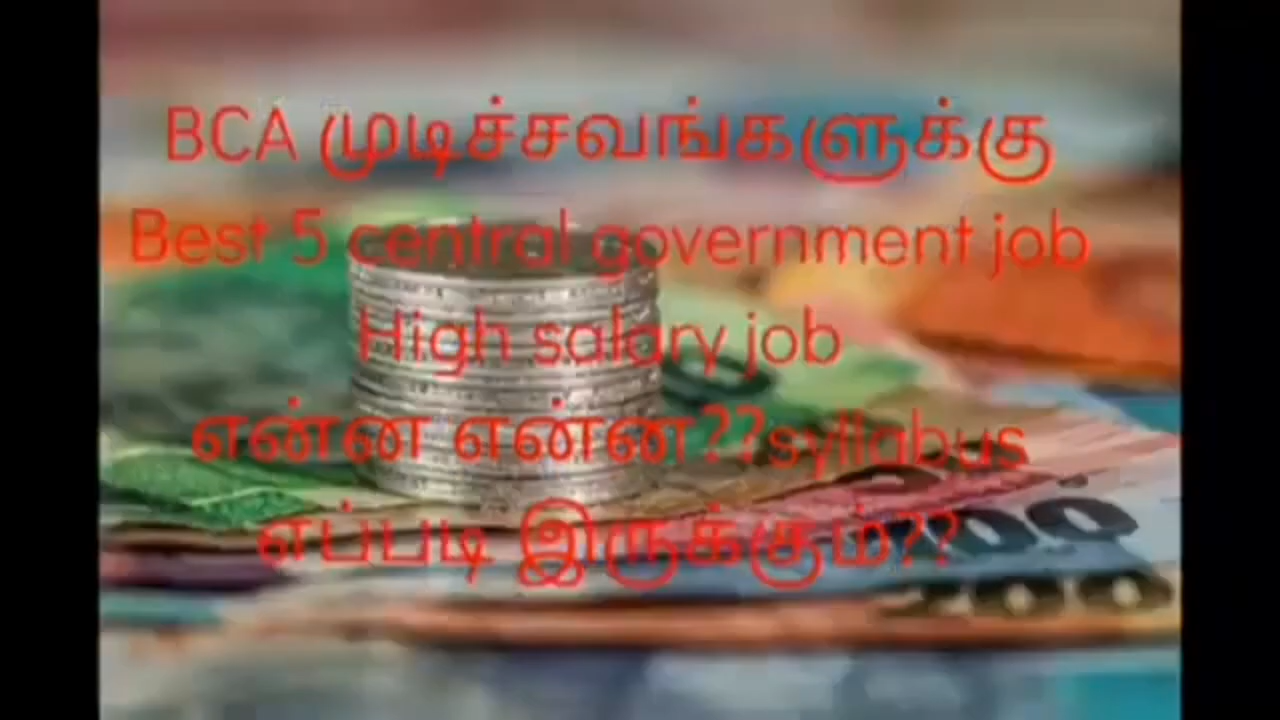 BCA முடிச்சவங்களுக்கு
Best 5 central government job
High salary job
என்ன என்ன??syllabus
எப்படி இருக்கும்??